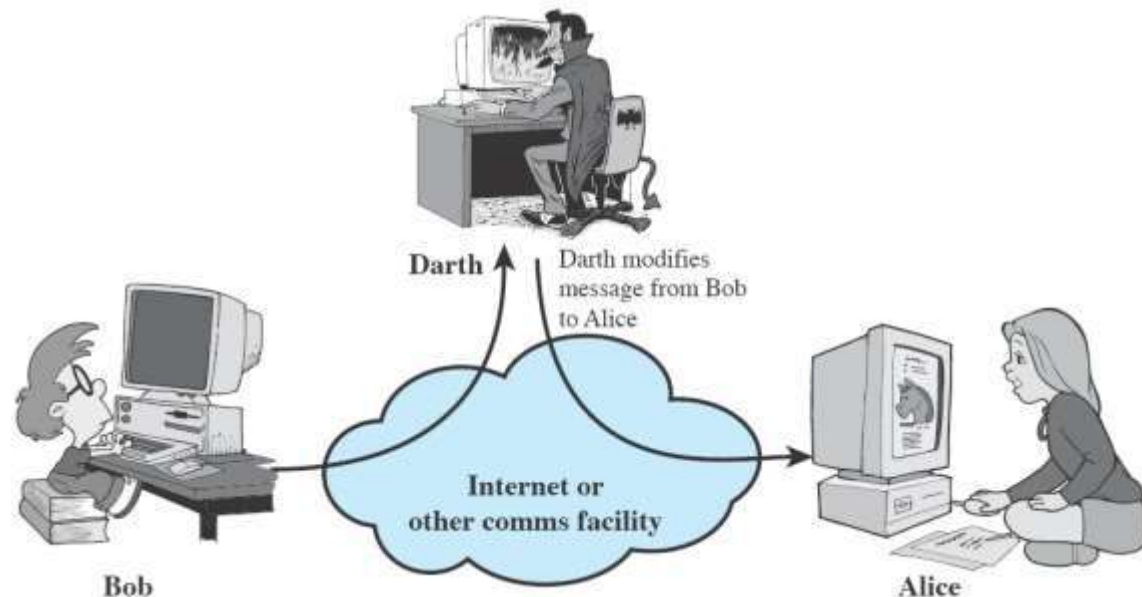 Darth
Darth modifies
message from Bob
to Alice
Internet or
other comms facility
Bob
Alice